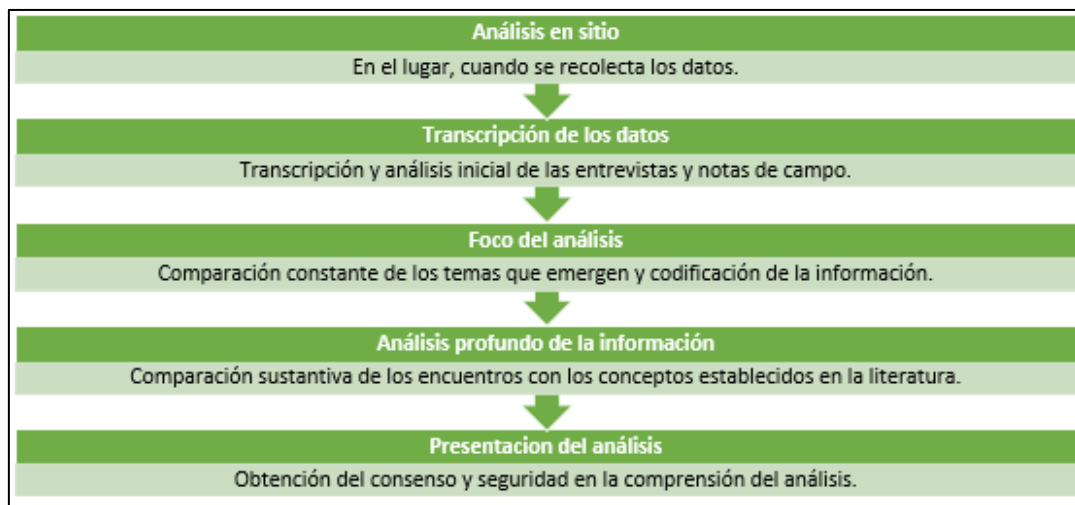 Análisis en sitio
En el lugar, cuando se recolecta los datos.
Transcripción de los datos
Transcripción y análisis inicial de las entrevistas y notas de campo.
Foco del análisis
Comparación constante de los temas que emergen y codificación de la información.
Análisis profundo de la información
Comparación sustantiva de los encuentros con los conceptos establecidos en la literatura.
Presentacion del análisis
Obtención del consenso y seguridad en la comprensión del análisis.